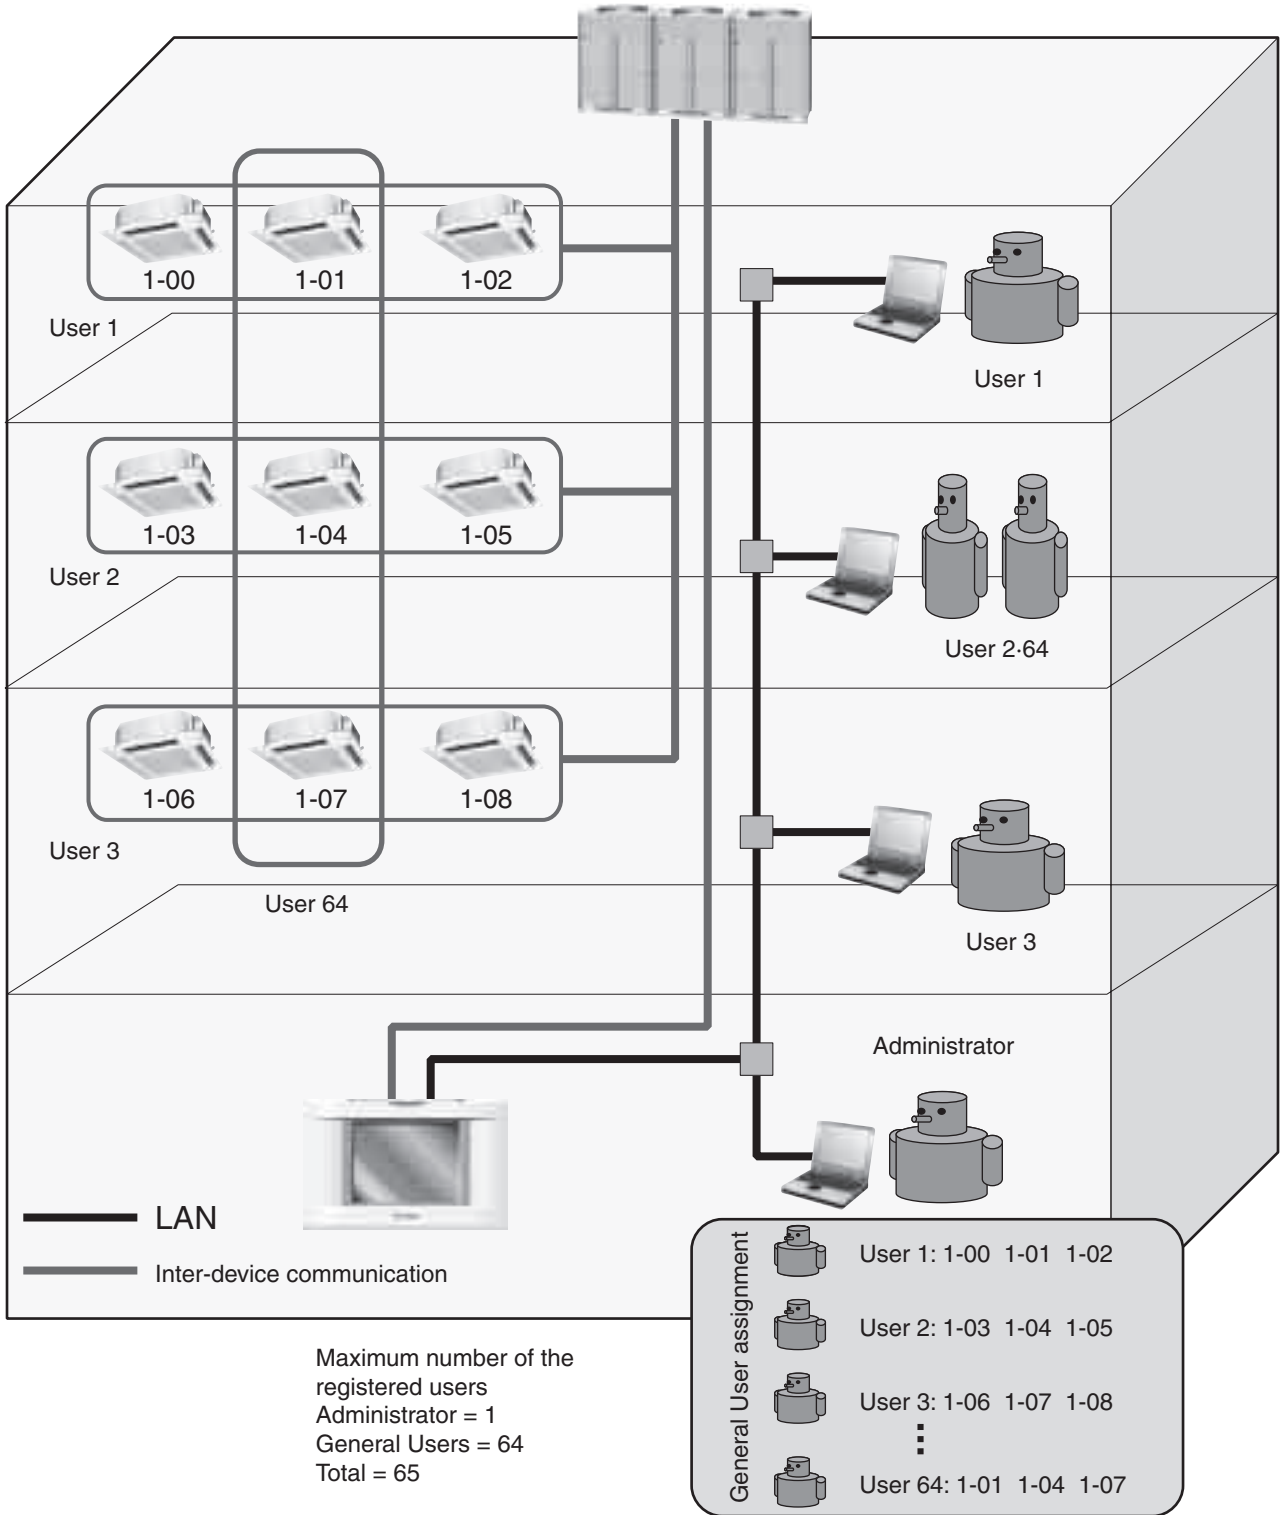 1-00 1-01 1-02
User 1
User 1
1-03 1-04 1-05
User 2
User 2·64
1-06 1-07 1-08
User 3
User 64
User 3
Administrator
LAN
Inter-device communication
General User assignment
User 1: 1-00 1-01 1-02
User 2: 1-03 1-04 1-05
User 3: 1-06 1-07 1-08
User 64: 1-01 1-04 1-07
Maximum number of the
registered users
Administrator = 1
General Users = 64
Total = 65